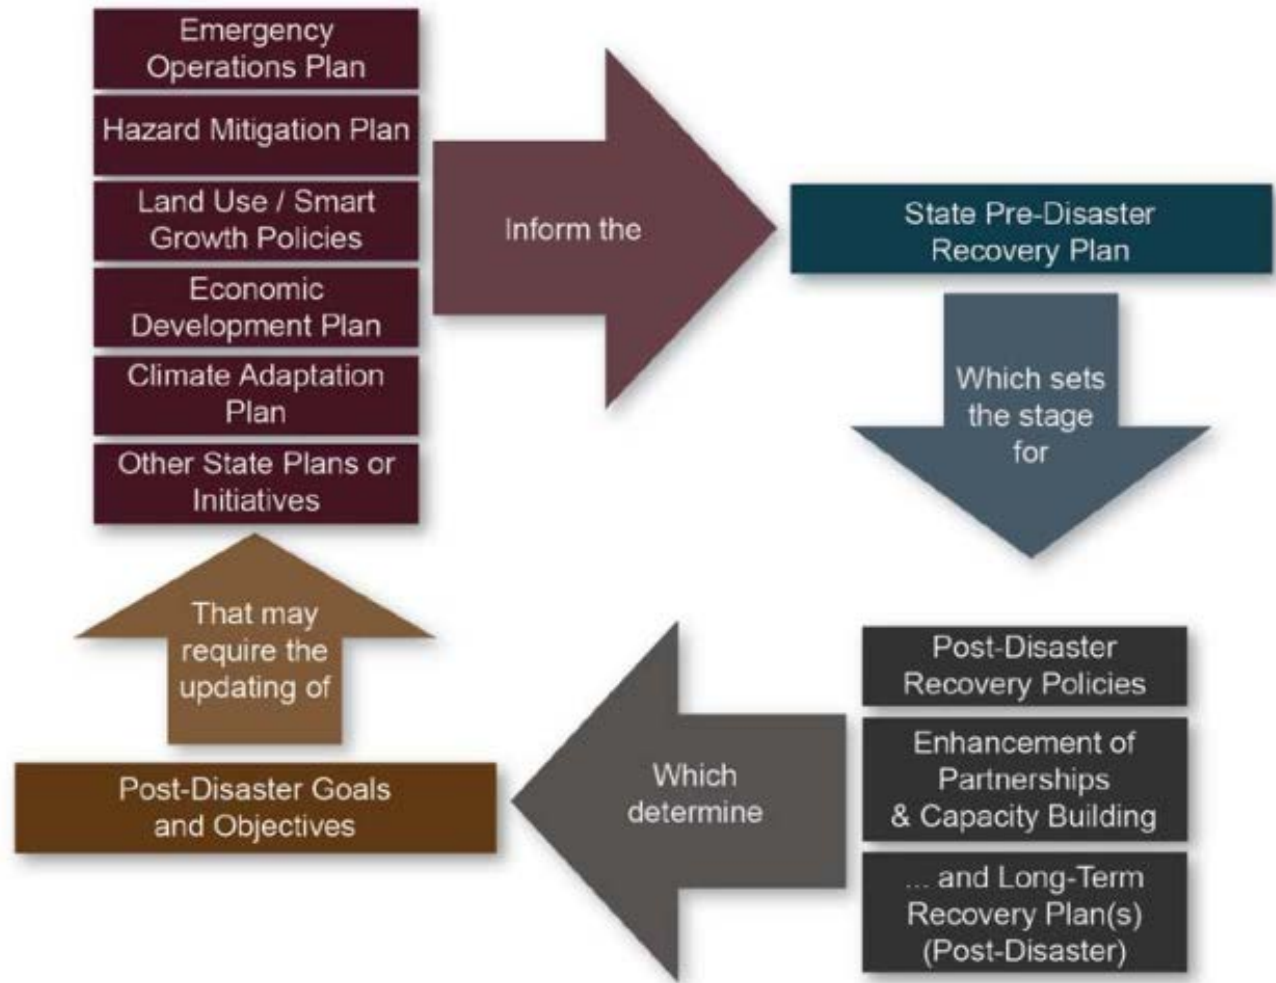 Emergency
Operations Plan
Hazard Mitigation Plan
Land Use / Smart
Growth Policies
Economic
Development Plan
Climate Adaptation
Plan
Other State Plans or
Initiatives
Inform the
State Pre-Disaster
Recovery Plan
Which sets
the stage
for
Post-Disaster
Recovery Policies
Enhancement of
Partnerships
& Capacity Building
... and Long-Term
Recovery Plan(s)
(Post-Disaster)
Which
determine
Post-Disaster Goals
and Objectives
That may
require the
updating of